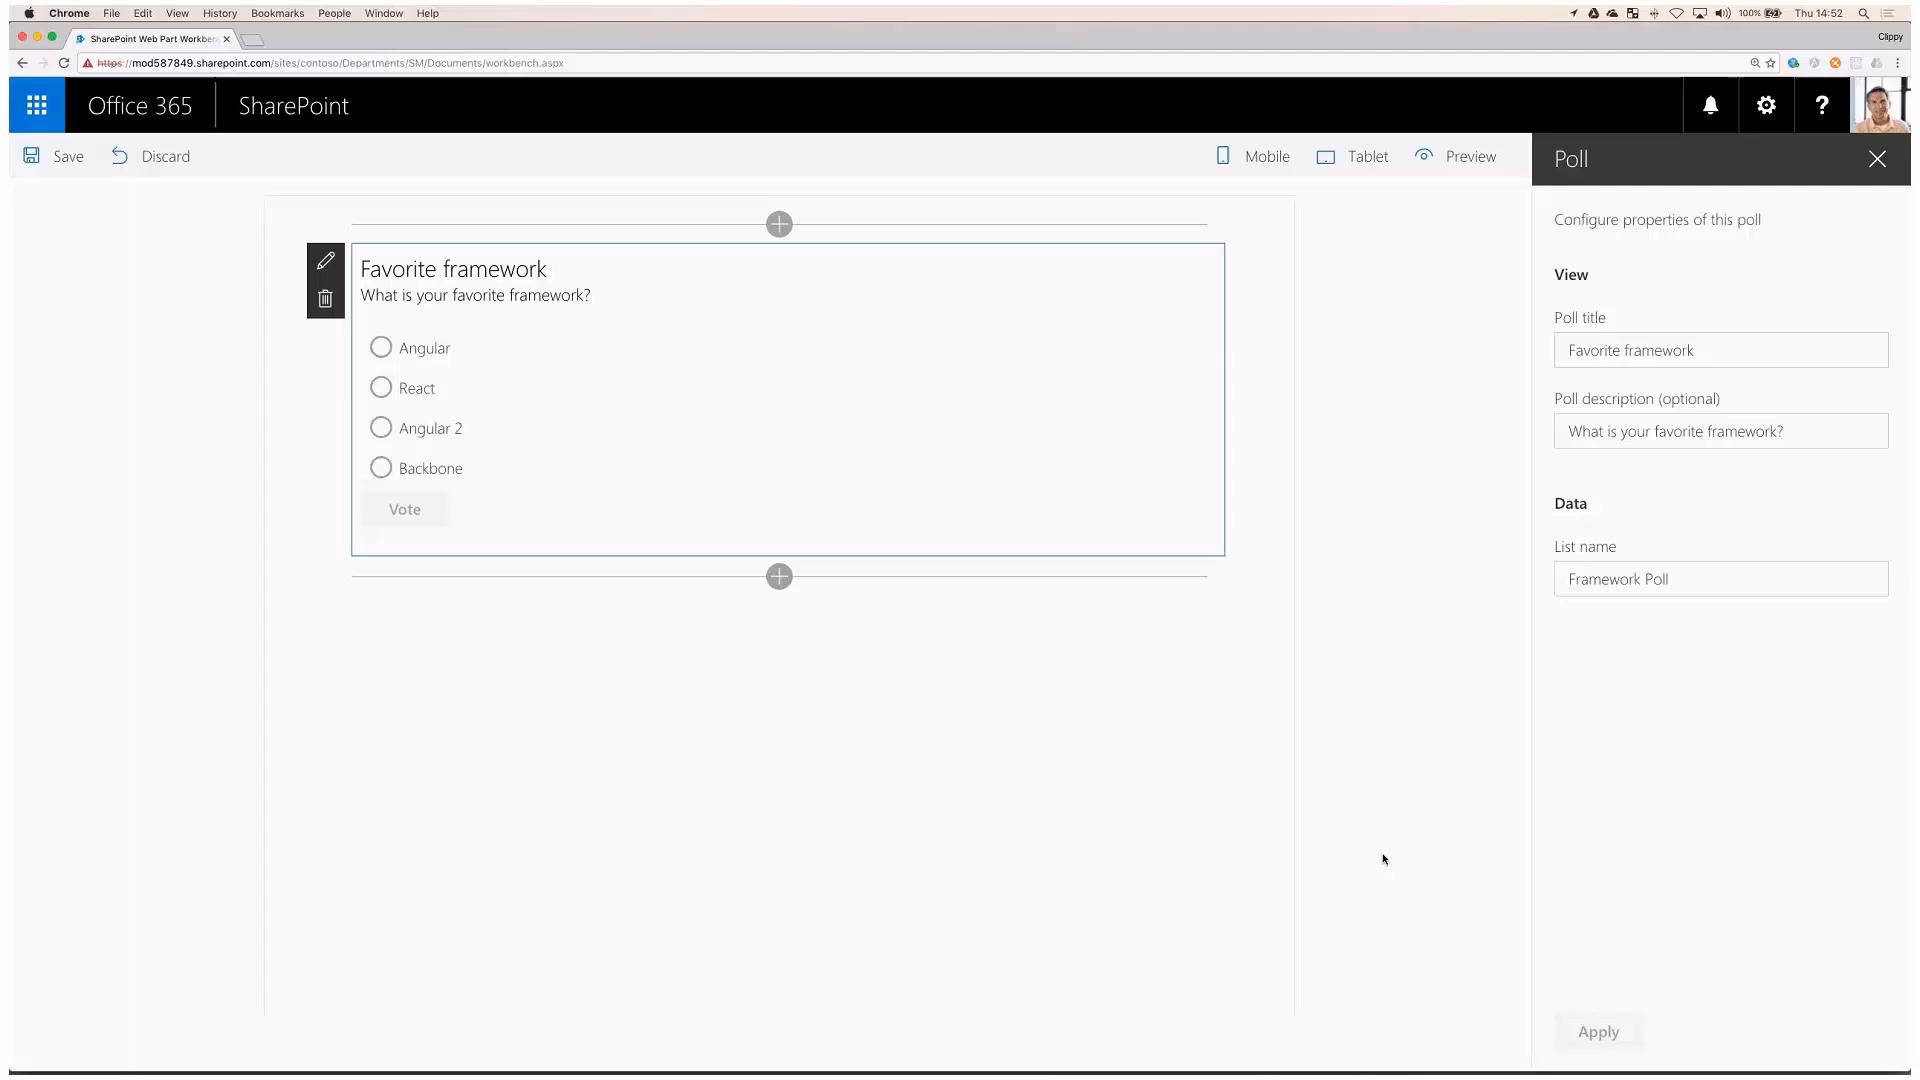 Chrome File Edit View History Bookmarks People Window Help
100% Thu 14:52
SharePoint Web Part Workben
Clippy
https://mod587849.sharepoint.com/sites/contoso/Departments/SM/Documents/workbench.aspx
Office 365 SharePoint
Save Discard Mobile Tablet Preview
Poll
Configure properties of this poll
View
Poll title
Favorite framework
Poll description (optional)
What is your favorite framework?
Data
List name
Framework Poll
Apply
Favorite framework
What is your favorite framework?
Angular
React
Angular 2
Backbone
Vote